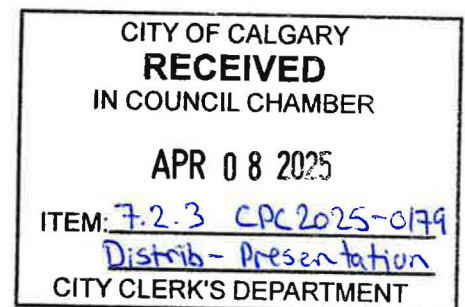 CITY OF CALGARY
RECEIVED
IN COUNCIL CHAMBER
APR 08 2025
ITEM: 7.2.3 CPC2025-0179
Distrib- Presentation
CITY CLERK'S DEPARTMENT